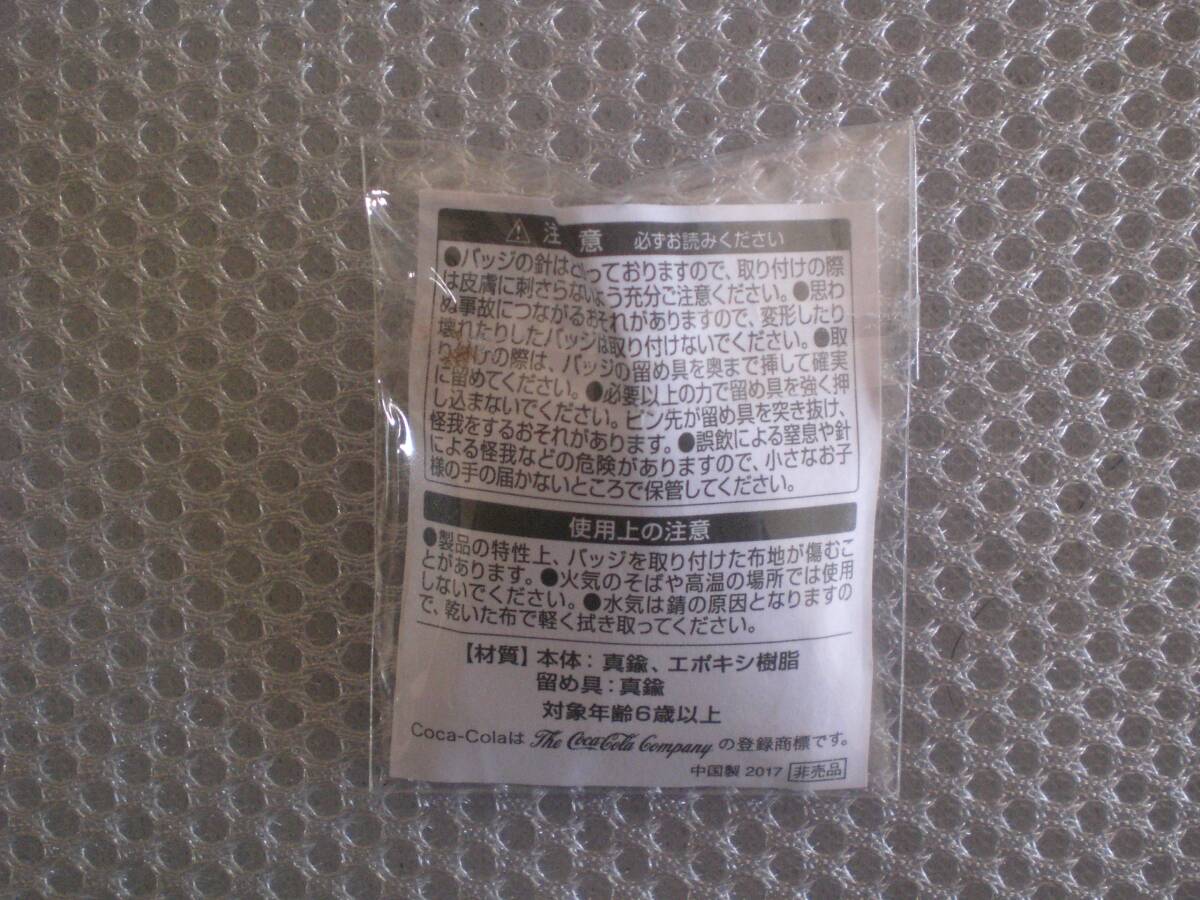 注 意 必ずお読みください
●バッジの針はとがっておりますので、取り付けの際
は皮膚に刺さらないよう充分ご注意ください。●思わ
ぬ事故につながるおそれがありますので、変形したり
壊れたりしたバッジは取り付けないでください。●取
り付けの際は、バッジの留め具を奥まで挿して確実
に留めてください。●必要以上の力で留め具を強く押
し込まないでください。ピン先が留め具を突き抜け、
怪我をするおそれがあります。●誤飲による窒息や針
による怪我などの危険がありますので、小さなお子
様の手の届かないところで保管してください。
使用上の注意
●製品の特性上、バッジを取り付けた布地が傷むこ
とがあります。●火気のそばや高温の場所では使用
しないでください。●水気は錆の原因となりますの
で、乾いた布で軽く拭き取ってください。
【材質】本体：真鍮、エポキシ樹脂
留め具：真鍮
対象年齢6歳以上
Coca-Colaは The Coca-Cola Company の登録商標です。
中国製 2017 非売品